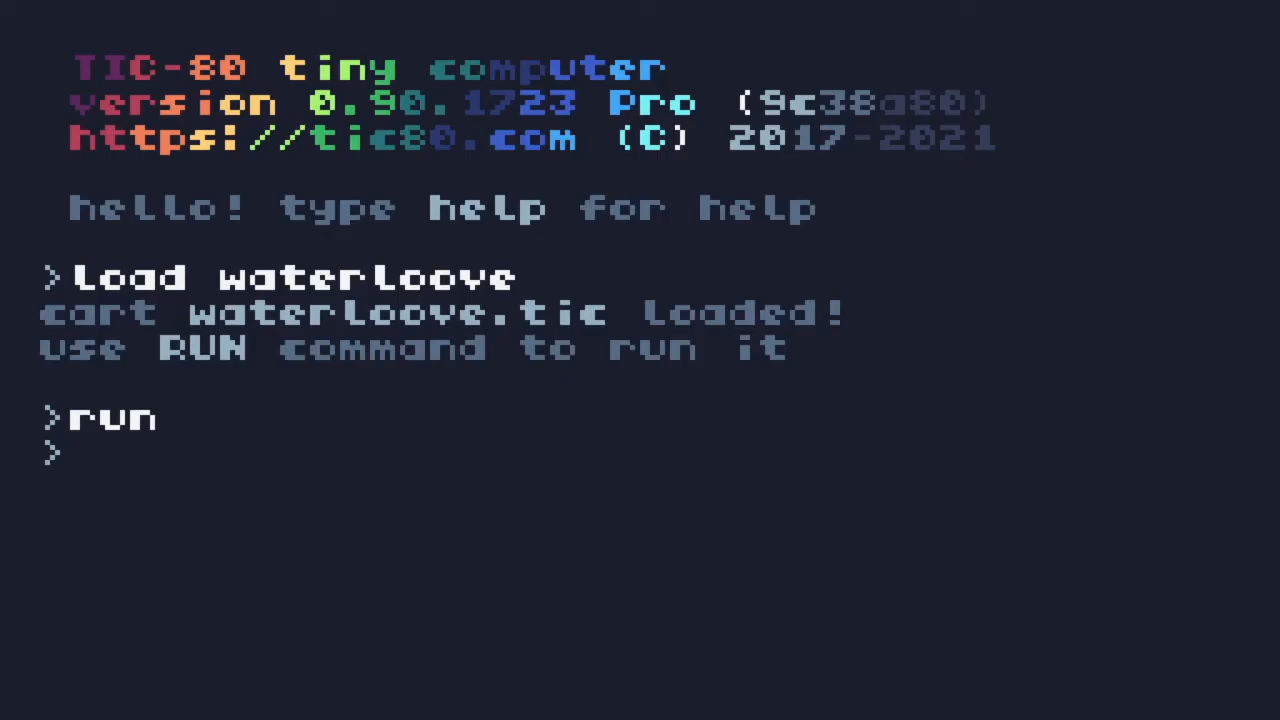 TIC-80 tiny computer
version 0.90.1723 Pro (9c38a80)
https://tic80.com (C) 2017-2021
hello! type help for help
>load waterloove
cart waterloove.tic loaded!
use RUN command to run it
>run
>